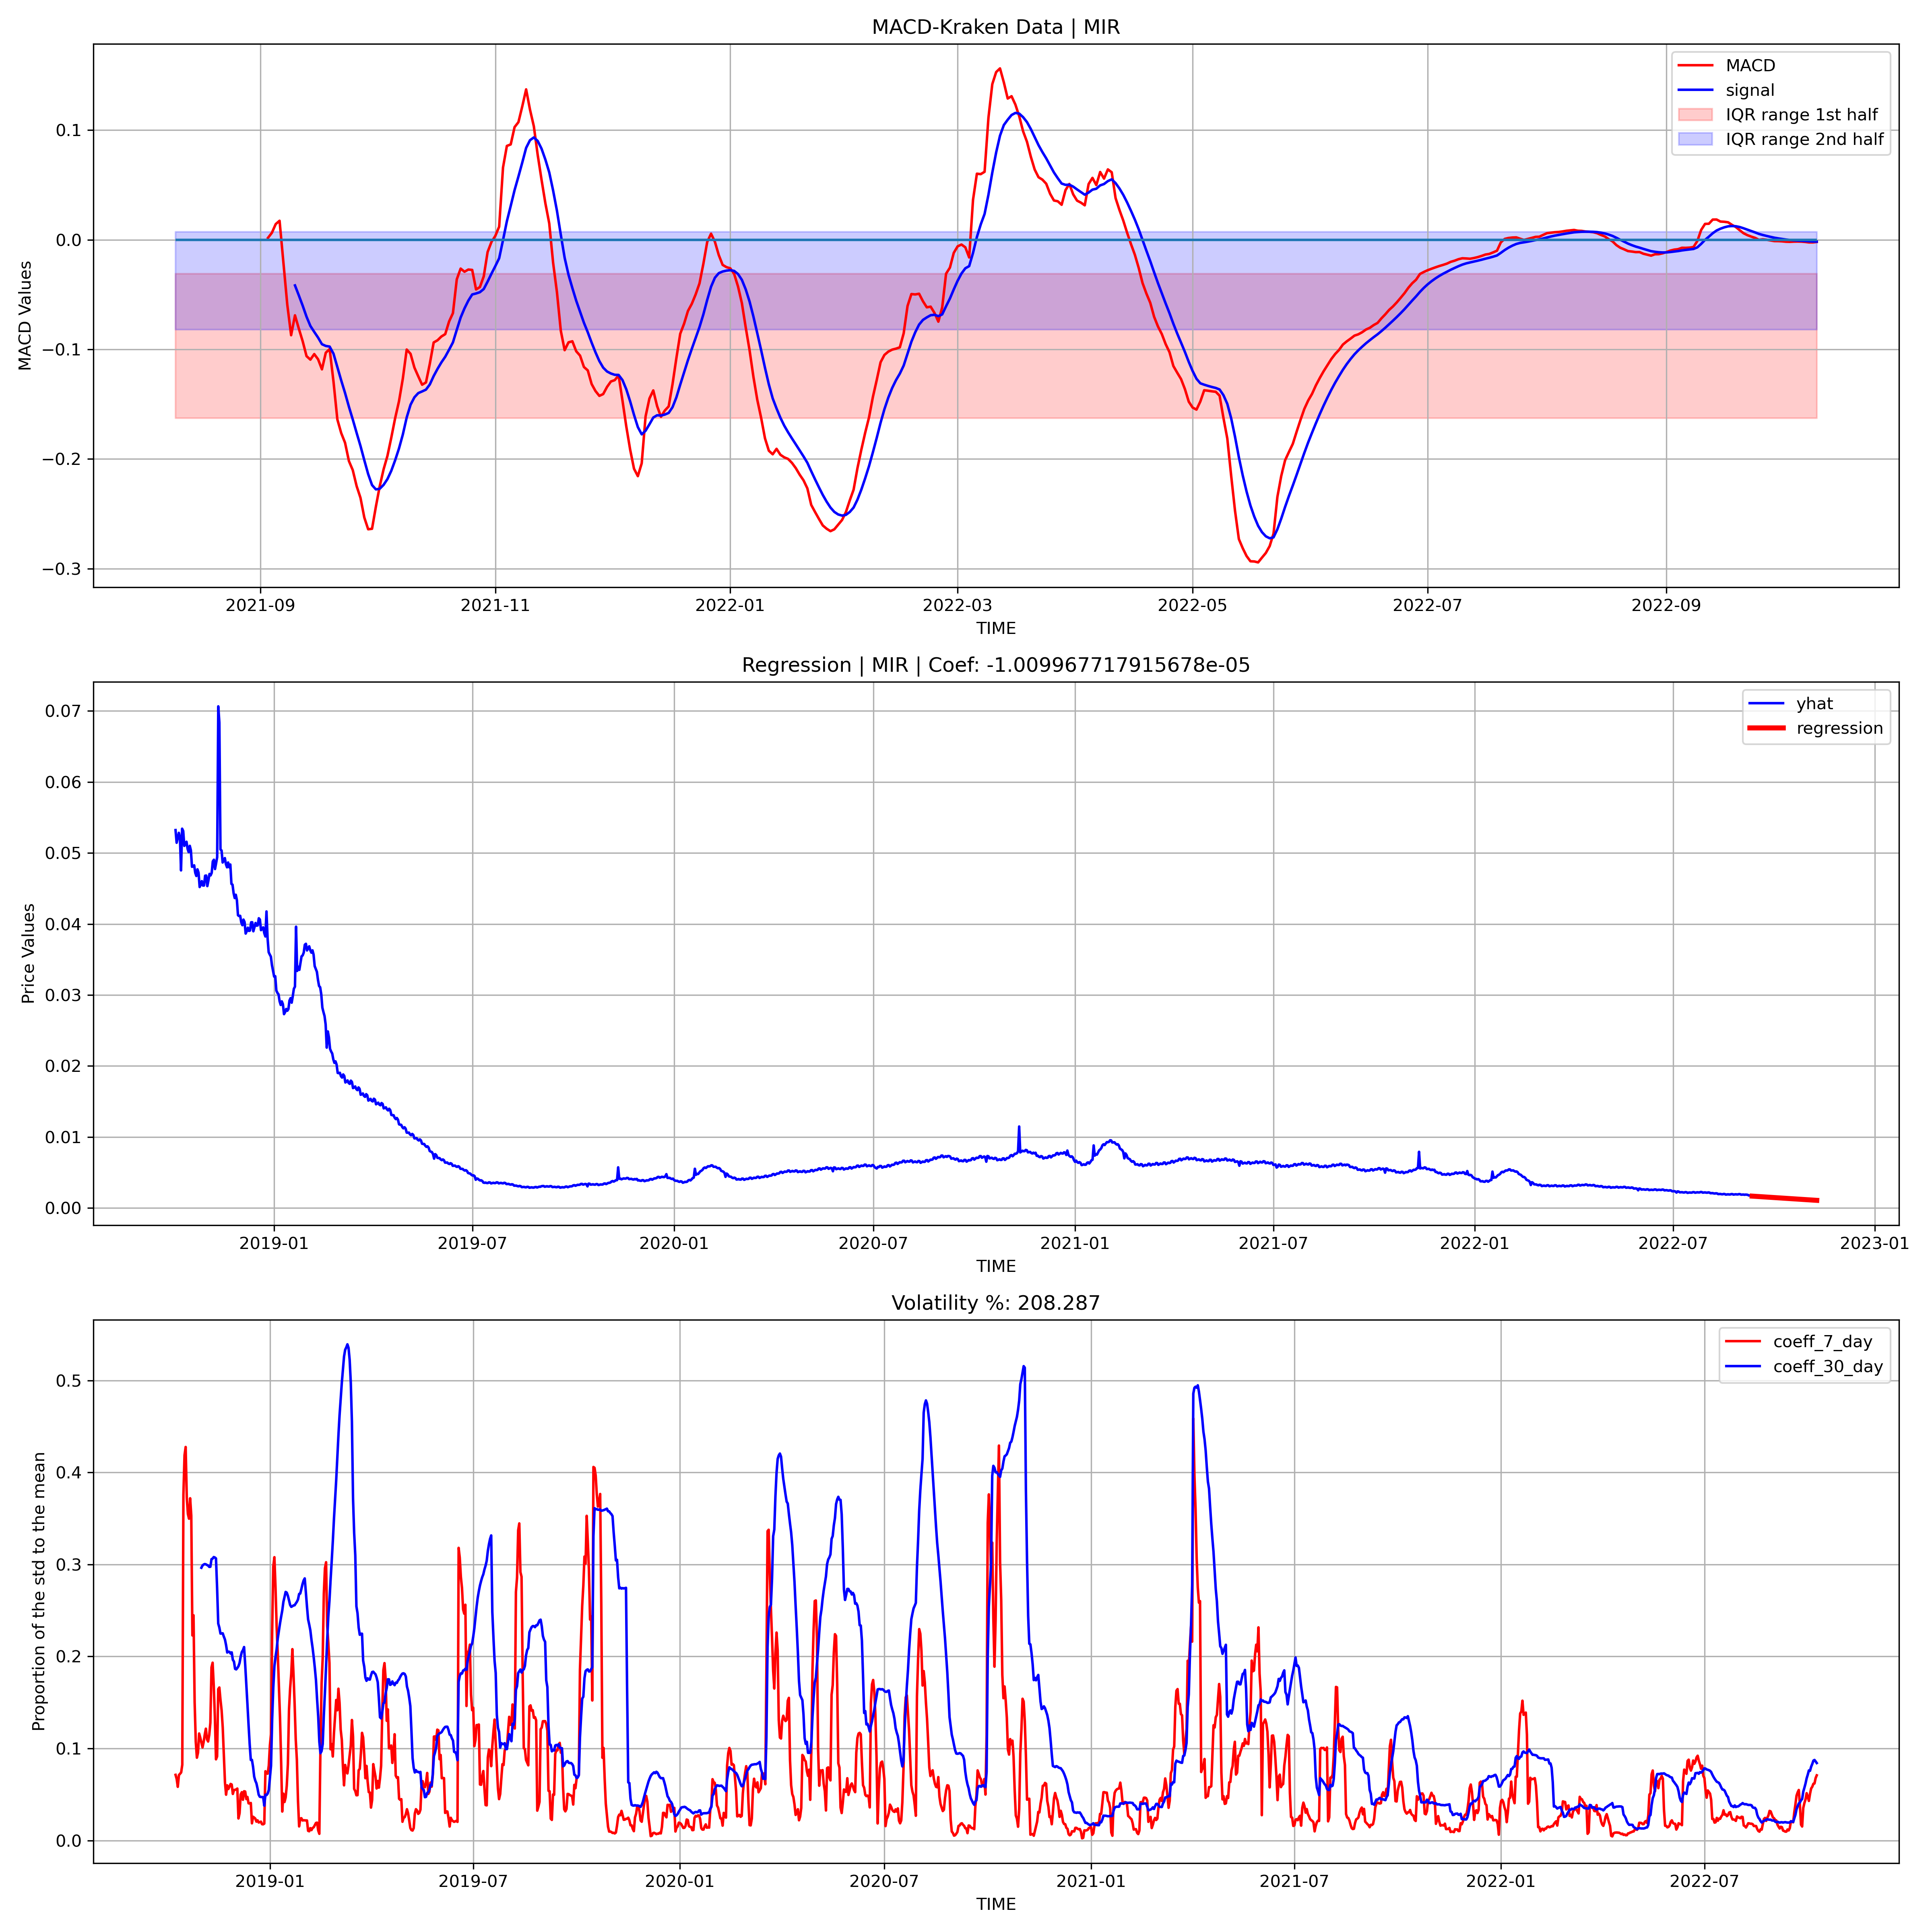 MACD-Kraken Data | MIR
MACD
signal
IQR range 1st half
IQR range 2nd half
MACD Values
0.1
0.0
−0.1
−0.2
−0.3
2021-09
2021-11
2022-01
2022-03
2022-05
2022-07
2022-09
TIME
Regression | MIR | Coef: -1.009967717915678e-05
yhat
regression
Price Values
0.07
0.06
0.05
0.04
0.03
0.02
0.01
0.00
2019-01
2019-07
2020-01
2020-07
2021-01
2021-07
2022-01
2022-07
2023-01
TIME
Volatility %: 208.287
coeff_7_day
coeff_30_day
Proportion of the std to the mean
0.5
0.4
0.3
0.2
0.1
0.0
2019-01
2019-07
2020-01
2020-07
2021-01
2021-07
2022-01
2022-07
TIME